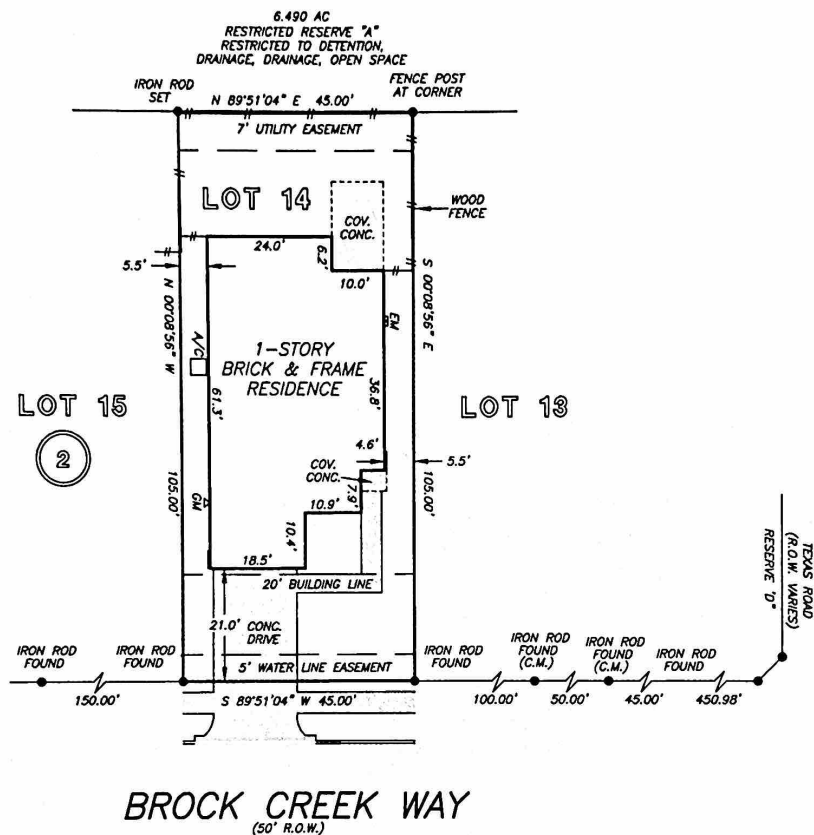 6.490 AC
RESTRICTED RESERVE "A"
RESTRICTED TO DETENTION,
DRAINAGE, DRAINAGE, OPEN SPACE
IRON ROD
SET
N 89°51'04" E 45.00'
FENCE POST
AT CORNER
7' UTILITY EASEMENT
LOT 14
COV.
CONC.
WOOD
FENCE
24.0'
6.2'
10.0'
5.5'
N 00°08'56" W
S 00°08'56" E
EM
A/C
1-STORY
BRICK & FRAME
RESIDENCE
61.3'
36.8'
LOT 15
LOT 13
2
4.6'
COV.
CONC.
5.5'
105.00'
105.00'
GM
7.9'
10.9'
10.4'
18.5'
20' BUILDING LINE
21.0'
CONC.
DRIVE
TEXAS ROAD
(R.O.W. VARIES)
RESERVE 'D'
IRON ROD
FOUND
IRON ROD
FOUND
5' WATER LINE EASEMENT
IRON ROD
FOUND
IRON ROD
FOUND
(C.M.)
IRON ROD
FOUND
(C.M.)
IRON ROD
FOUND
150.00'
S 89°51'04" W 45.00'
100.00'
50.00'
45.00'
450.98'
BROCK CREEK WAY
(50' R.O.W.)